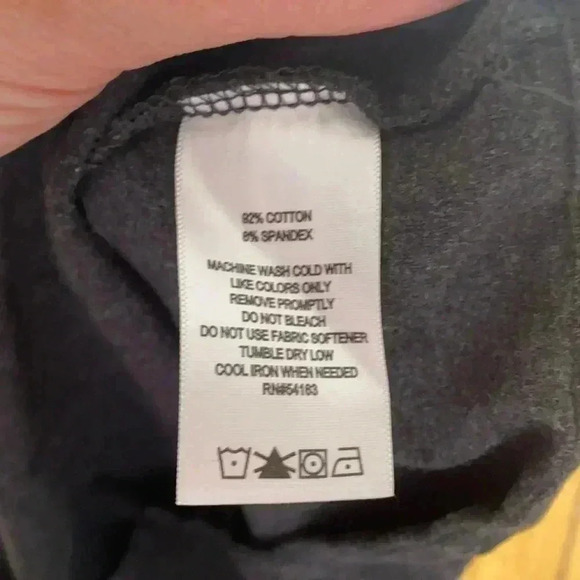 92% COTTON
8% SPANDEX
MACHINE WASH COLD WITH
LIKE COLORS ONLY
REMOVE PROMPTLY
DO NOT BLEACH
DO NOT USE FABRIC SOFTENER
TUMBLE DRY LOW
COOL IRON WHEN NEEDED
RN#54163